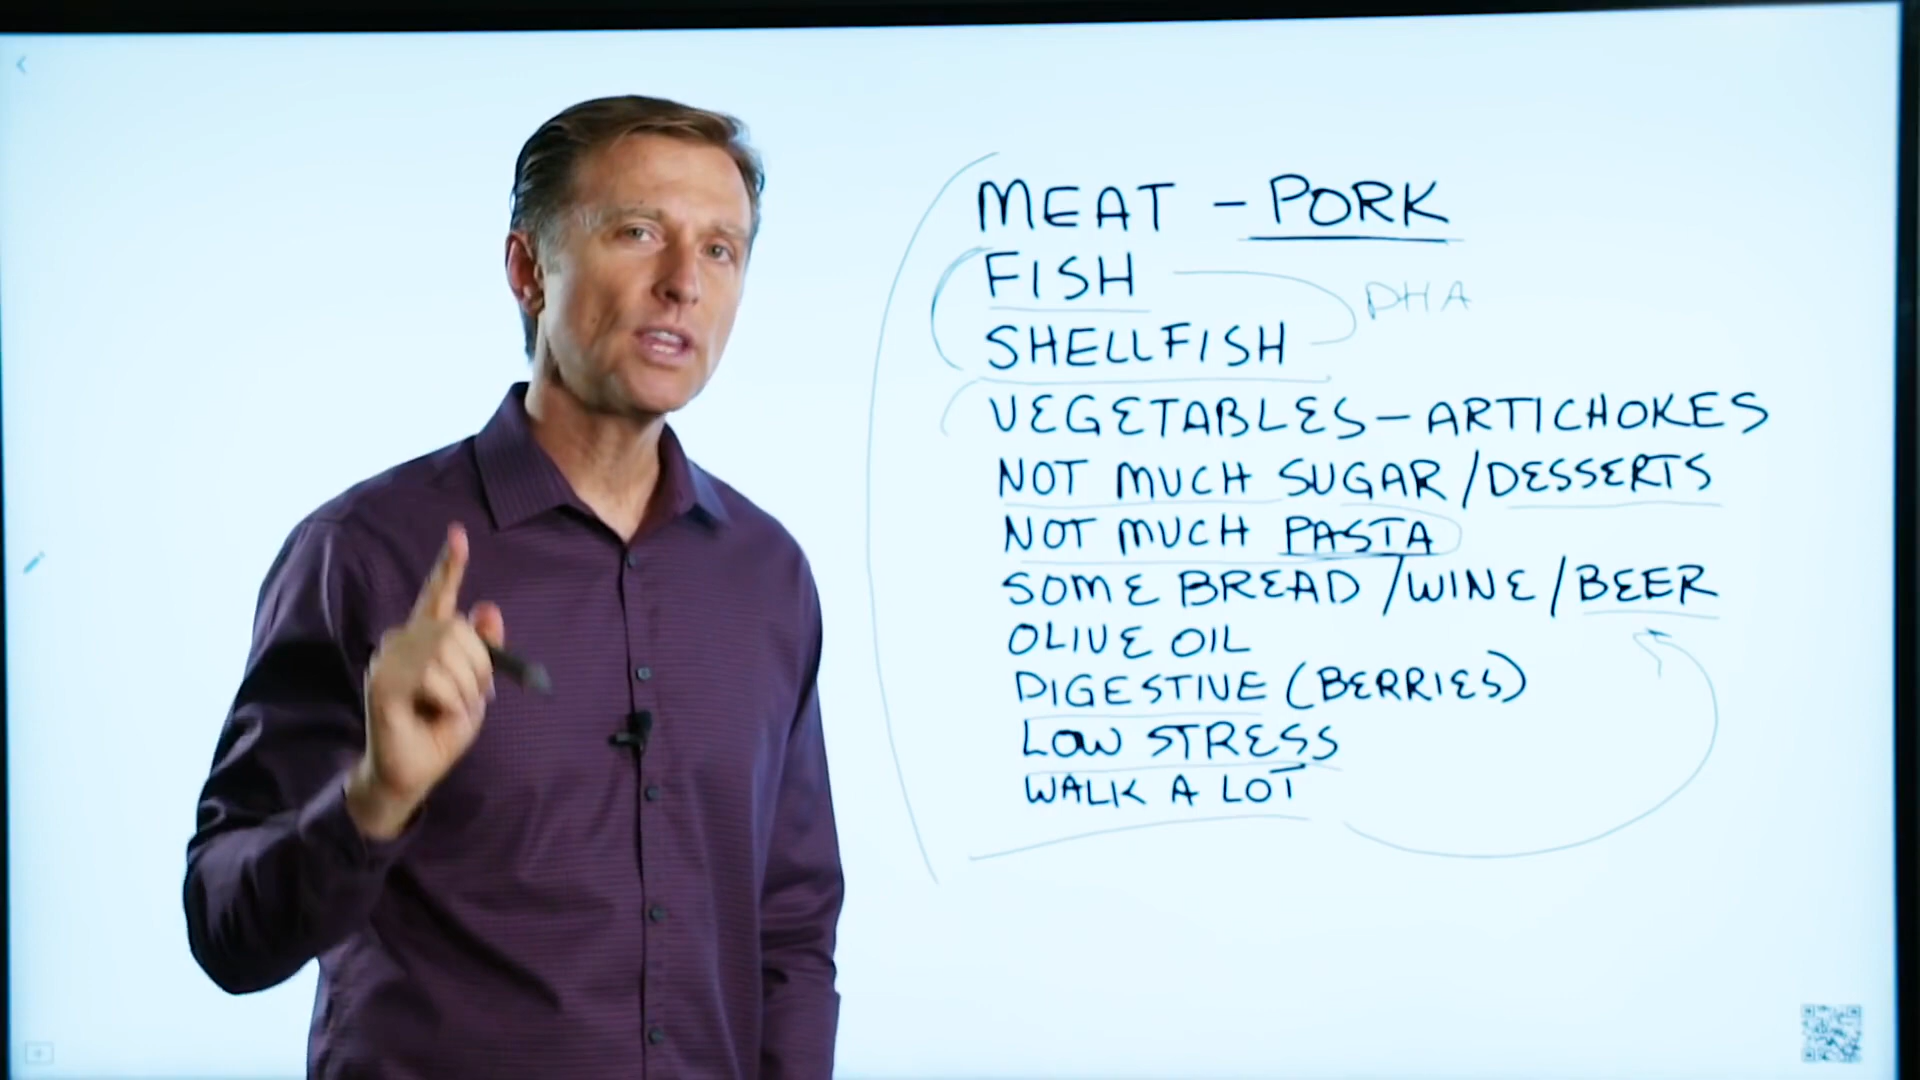 MEAT - PORK
FISH
DHA
SHELLFISH
VEGETABLES - ARTICHOKES
NOT MUCH SUGAR / DESSERTS
NOT MUCH PASTA
SOME BREAD / WINE / BEER
OLIVE OIL
DIGESTIVE (BERRIES)
LOW STRESS
WALK A LOT